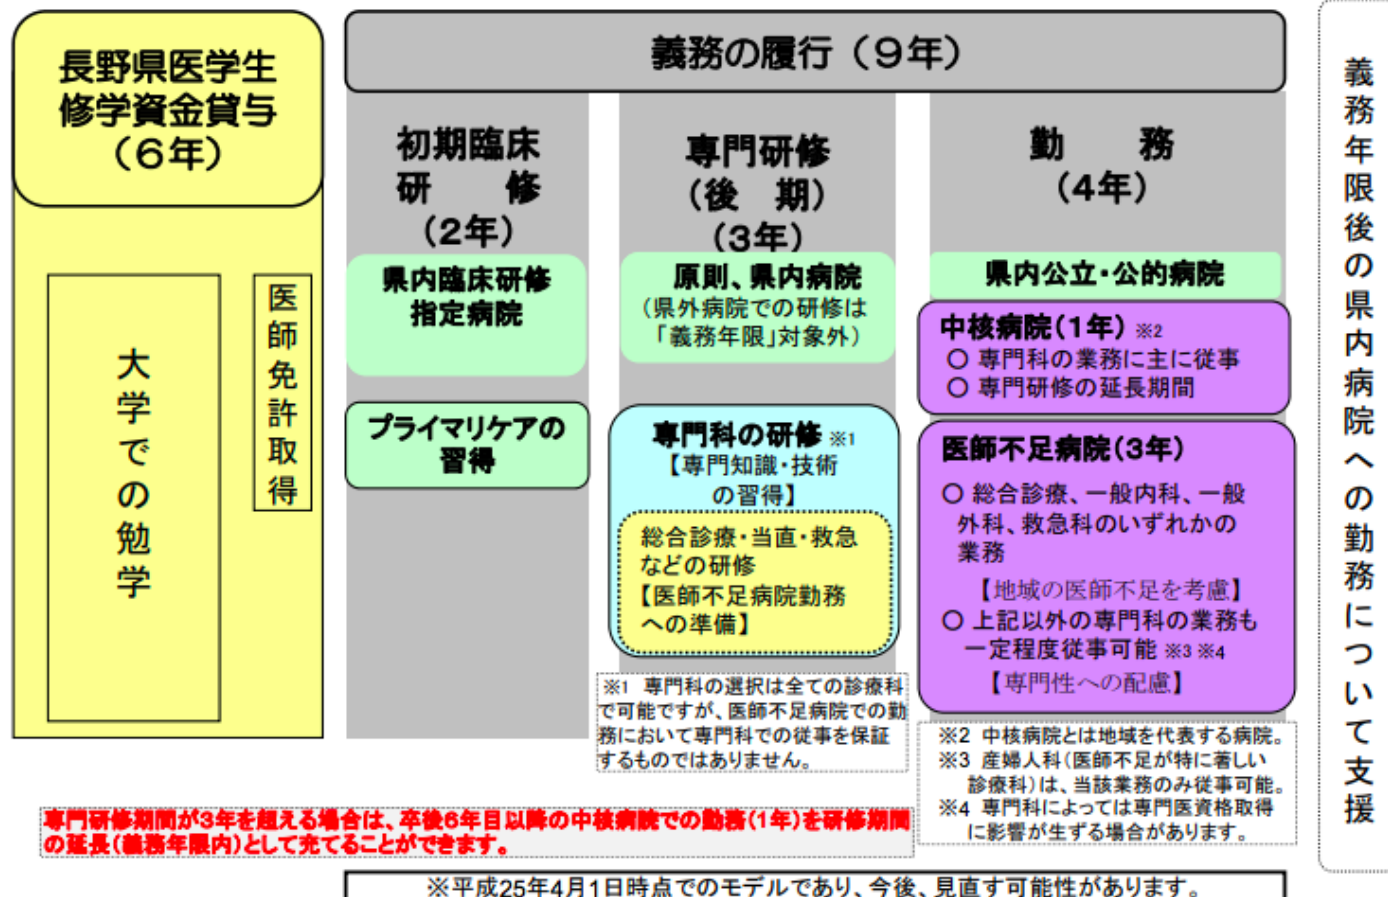 長野県医学生
修学資金貸与
（６年）
大学での勉学
医師免許取得
義務の履行（９年）
初期臨床
研　　修
（２年）
県内臨床研修
指定病院
プライマリケアの
習得
専門研修
（後　期）
（３年）
原則、県内病院
（県外病院での研修は
「義務年限」対象外）
専門科の研修 ※1
【専門知識・技術
の習得】
総合診療・当直・救急
などの研修
【医師不足病院勤務
への準備】
※1　専門科の選択は全ての診療科
で可能ですが、医師不足病院での勤
務において専門科での従事を保証
するものではありません。
勤　　務
（４年）
県内公立・公的病院
中核病院（１年） ※2
○ 専門科の業務に主に従事
○ 専門研修の延長期間
医師不足病院（３年）
○ 総合診療、一般内科、一般
外科、救急科のいずれかの
業務
【地域の医師不足を考慮】
○ 上記以外の専門科の業務も
一定程度従事可能 ※3 ※4
【専門性への配慮】
※2 中核病院とは地域を代表する病院。
※3 産婦人科（医師不足が特に著しい
診療科）は、当該業務のみ従事可能。
※4 専門科によっては専門医資格取得
に影響が生ずる場合があります。
義務年限後の県内病院への勤務について支援
専門研修期間が３年を超える場合は、卒後６年目以降の中核病院での勤務（１年）を研修期間
の延長（義務年限内）として充てることができます。
※平成25年4月1日時点でのモデルであり、今後、見直す可能性があります。